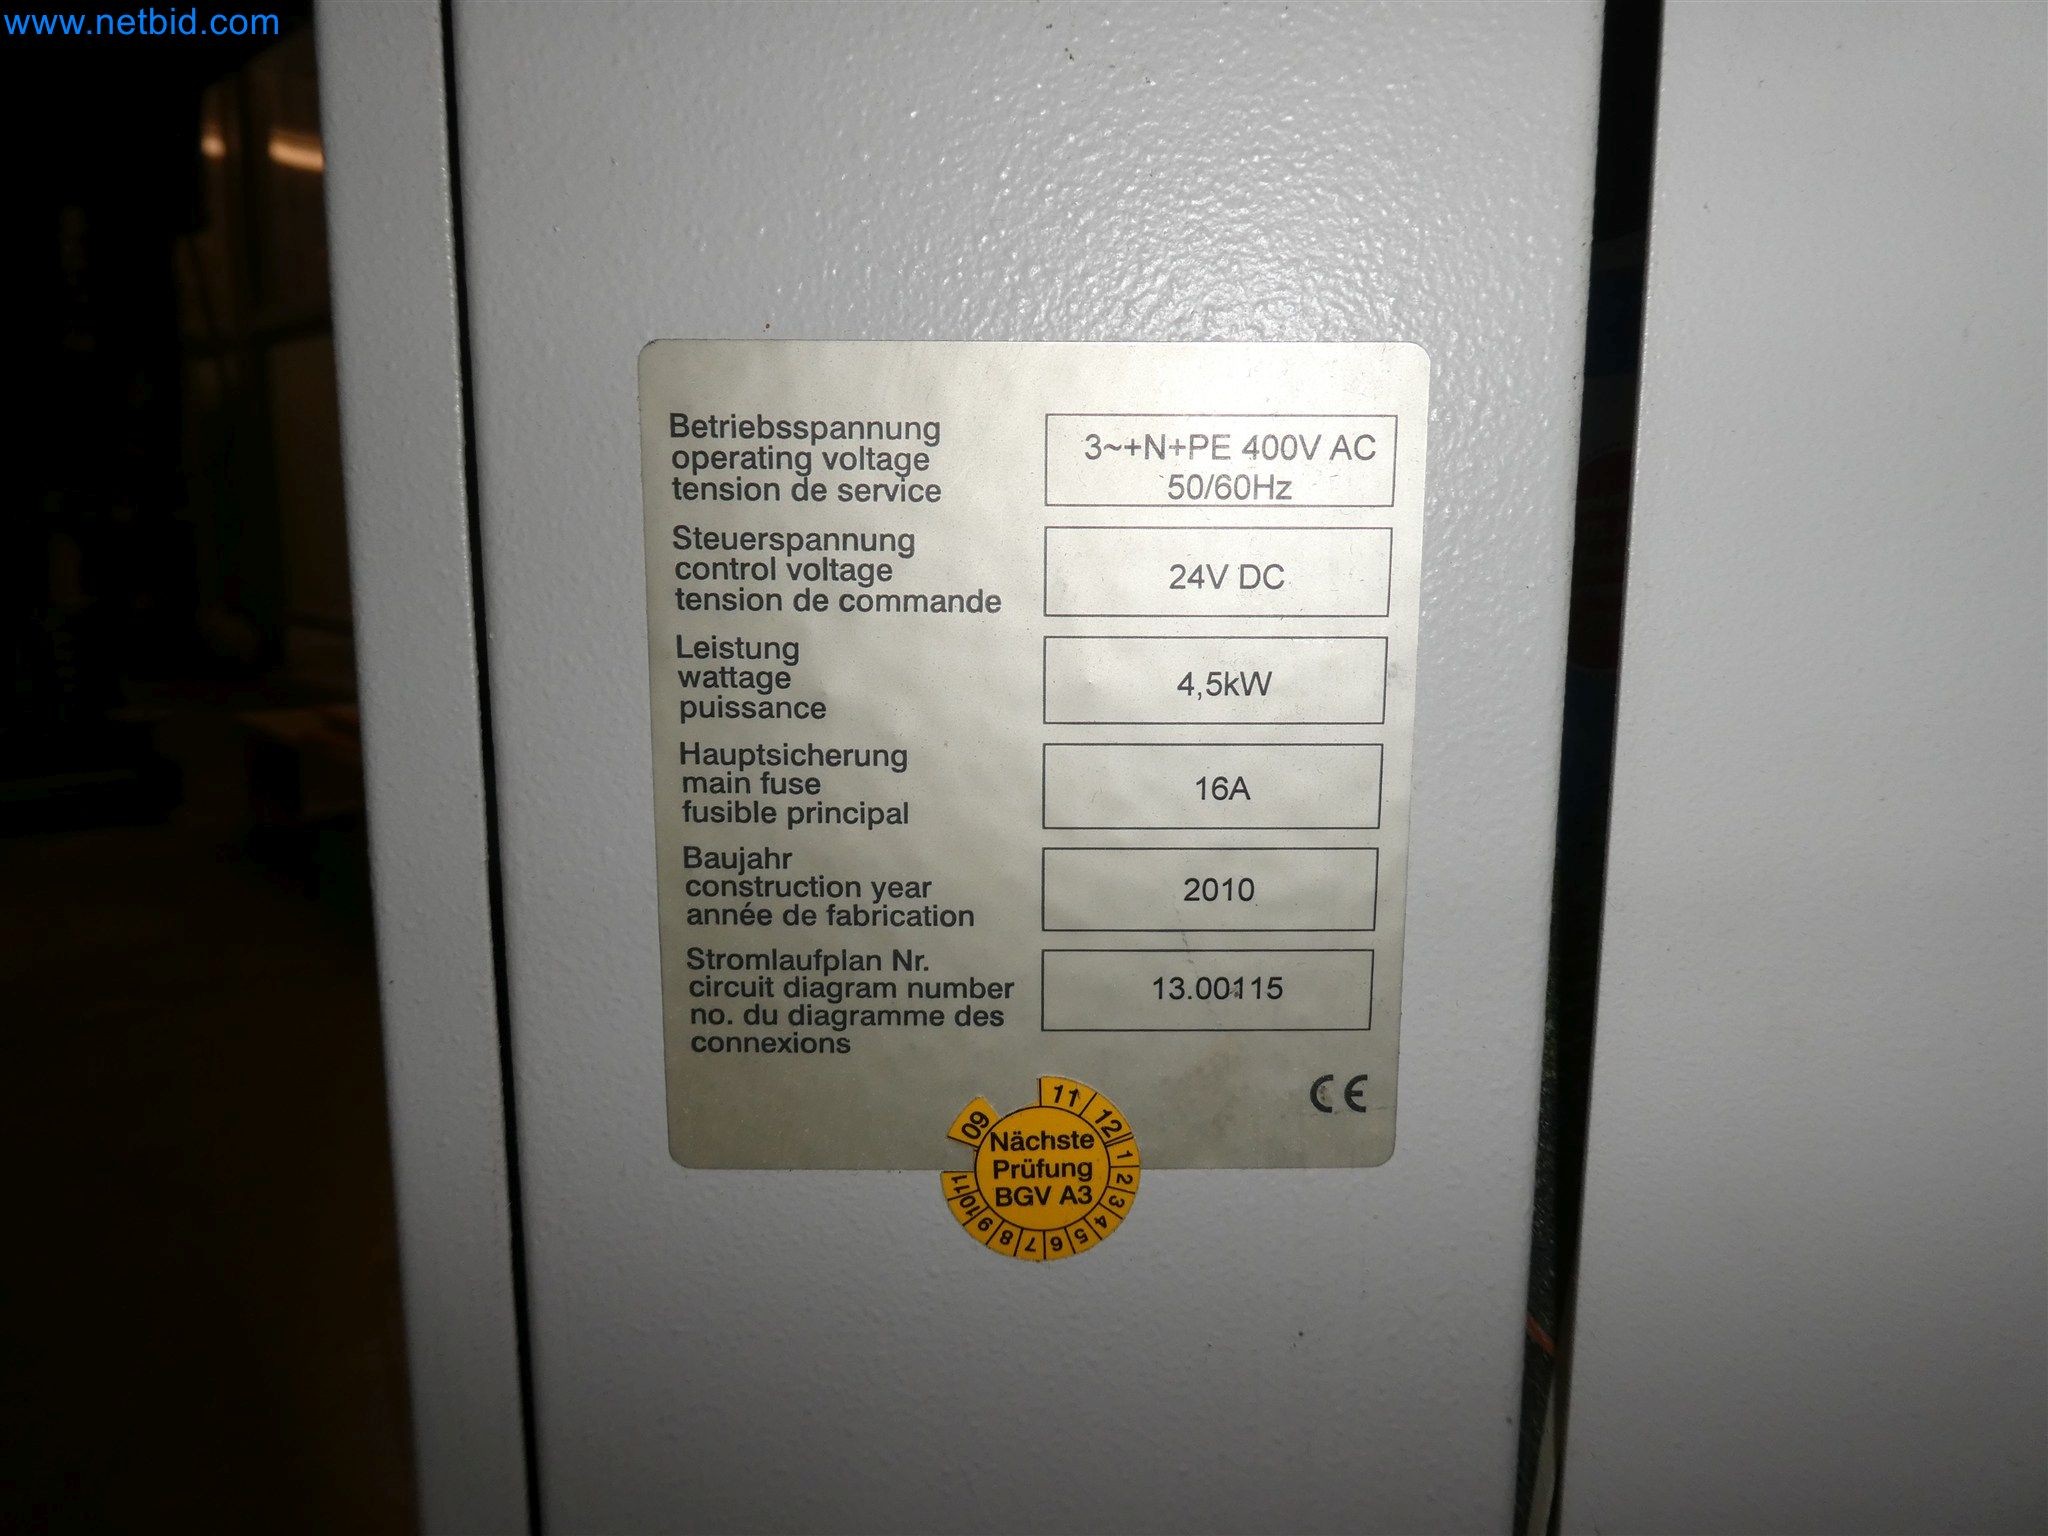 www.netbid.com
Betriebsspannung
operating voltage
tension de service
3~+N+PE 400V AC
50/60Hz
Steuerspannung
control voltage
tension de commande
24V DC
Leistung
wattage
puissance
4,5kW
Hauptsicherung
main fuse
fusible principal
16A
Baujahr
construction year
année de fabrication
2010
Stromlaufplan Nr.
circuit diagram number
no. du diagramme des
connexions
13.00115
CE
09 11 12
Nächste
Prüfung
BGV A3
1 2 3 4 5 6 7 8 9 10 11